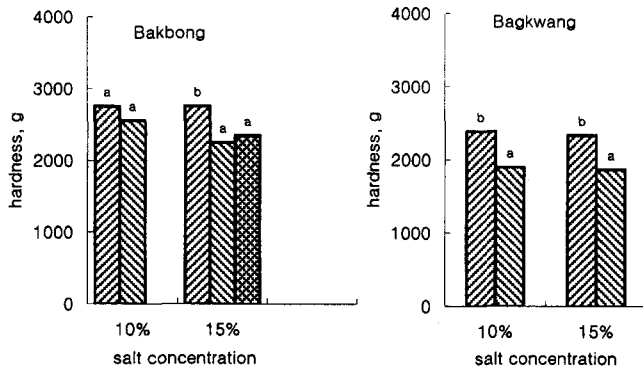 Bakbong
4000
3000
2000
1000
0
hardness, g
a
a
b
a
a
10%
15%
salt concentration
Bagkwang
4000
3000
2000
1000
0
hardness, g
b
a
b
a
10%
15%
salt concentration